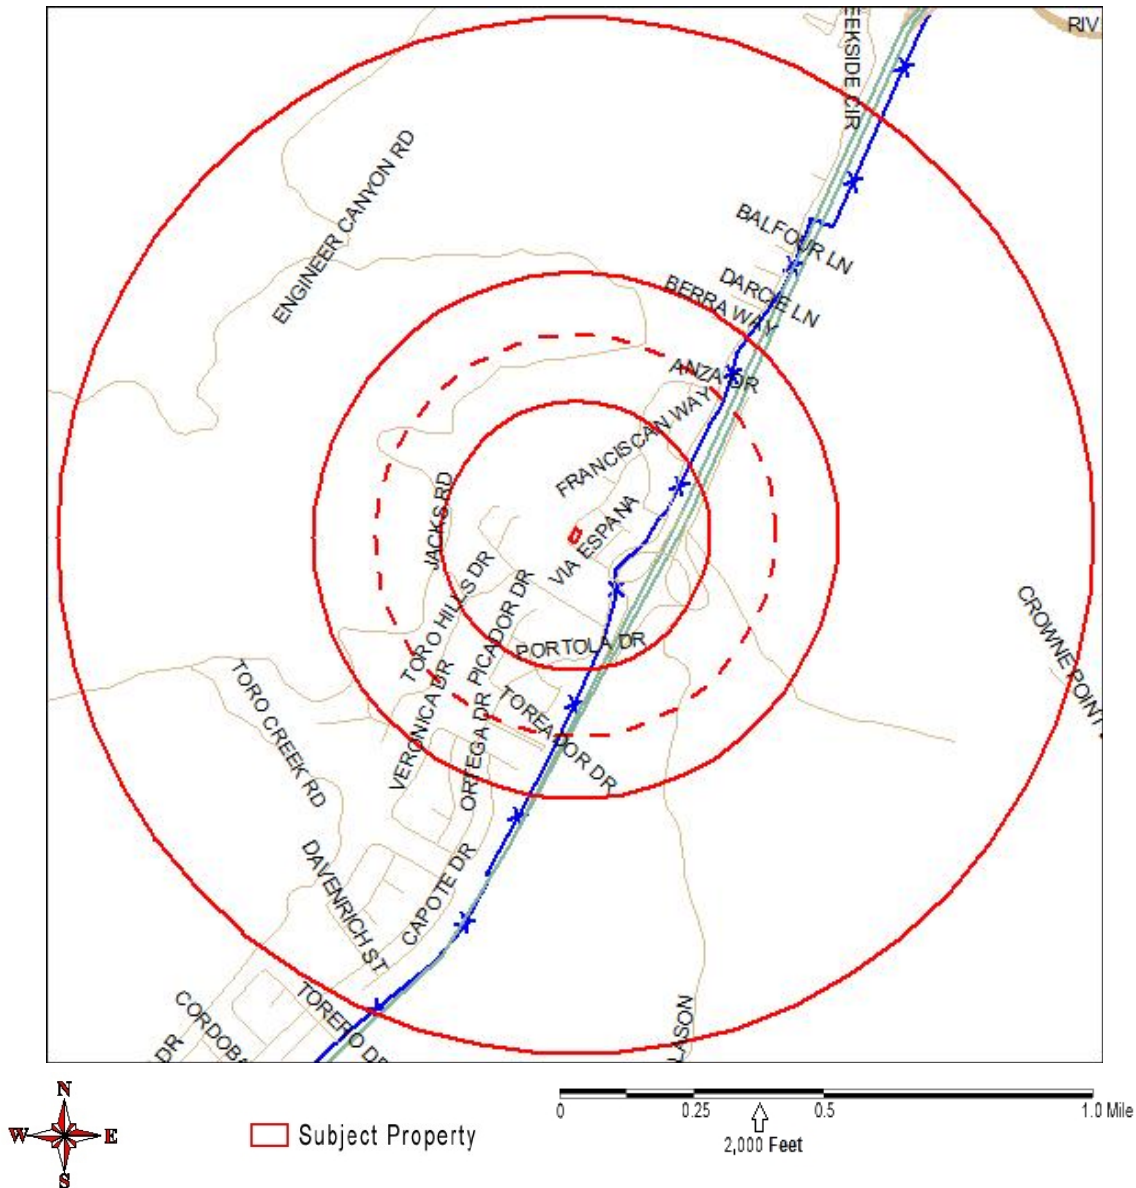 RIV
EEKSIDE CIR
ENGINEER CANYON RD
BALFOUR LN
DARCIE LN
BERRA WAY
ANZA DR
FRANCISCAN WAY
JACKS RD
VIA ESPANA
TORO HILLS DR
PICADOR DR
PORTOLA DR
CROWNE POINT
TORO CREEK RD
VERONICA DR
ORTEGA DR
TOREADOR DR
DAVENRICH ST
CAPOTE DR
TORERO DR
CORDOBA
DR
LASON
N
W
E
S
Subject Property
0
0.25
0.5
1.0 Mile
2,000 Feet